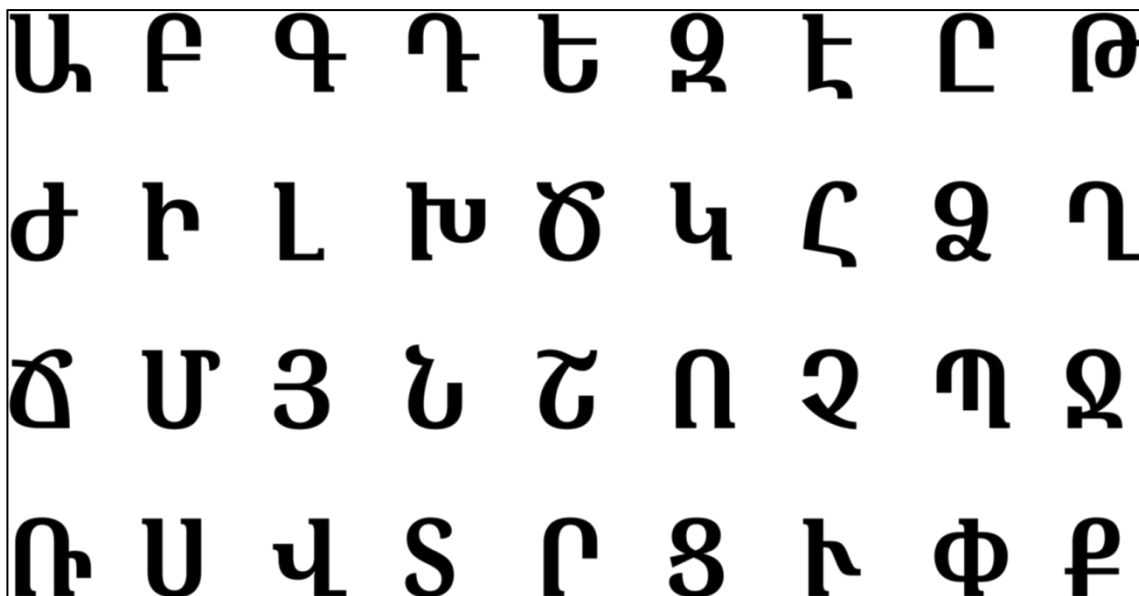 Ա Բ Գ Դ Ե Զ Է Ը Թ
Ժ Ի Լ Խ Ծ Կ Հ Ձ Ղ
Ճ Մ Յ Ն Շ Ո Չ Պ Ջ
Ռ Ս Վ Տ Ր Ց Ւ Փ Ք